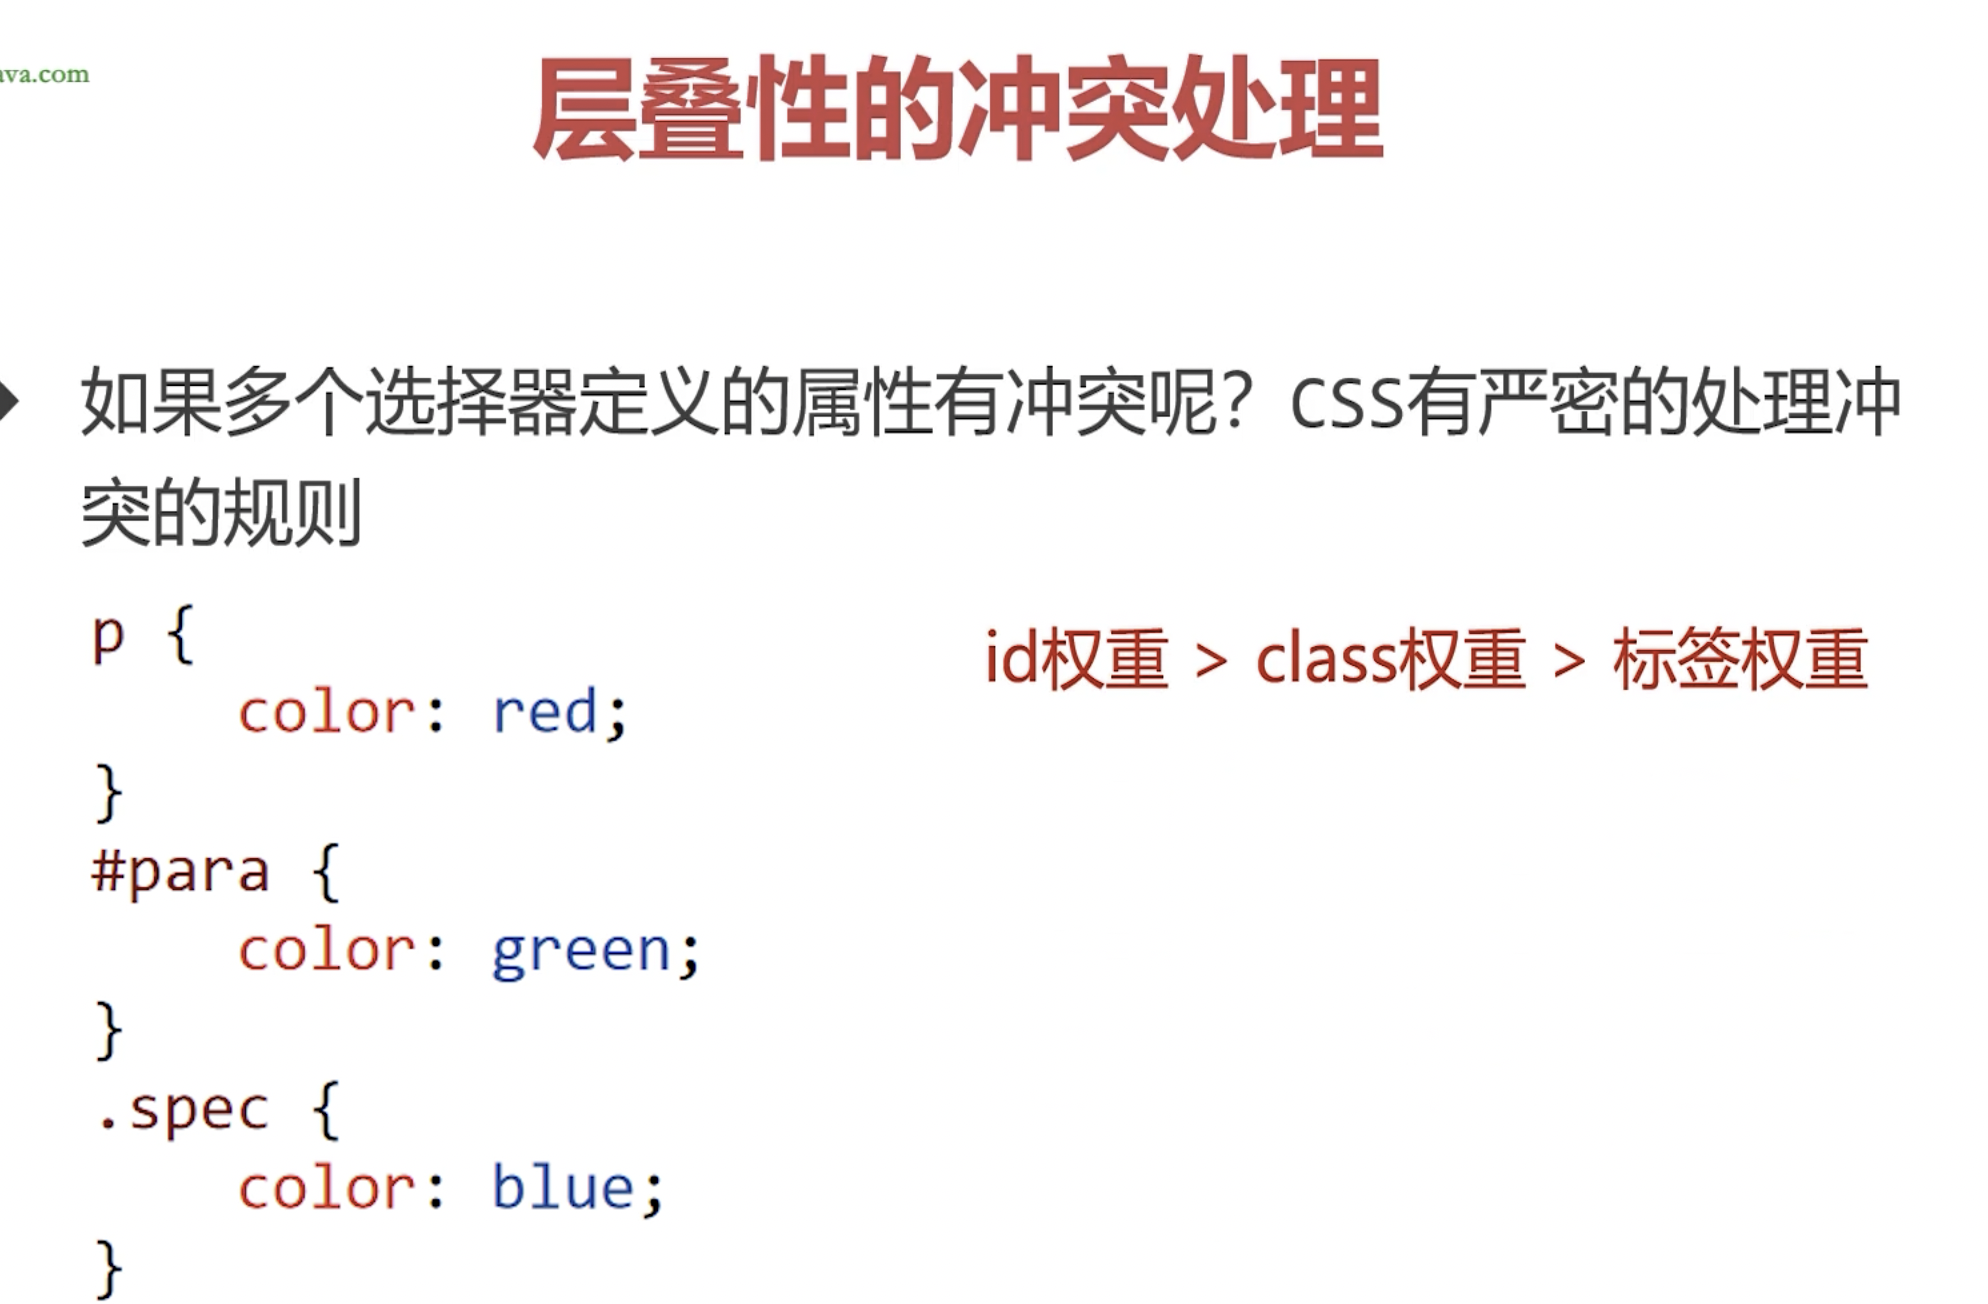 ava.com
层叠性的冲突处理
如果多个选择器定义的属性有冲突呢？CSS有严密的处理冲
突的规则
p {
    color: red;
}
#para {
    color: green;
}
.spec {
    color: blue;
}
id权重 > class权重 > 标签权重